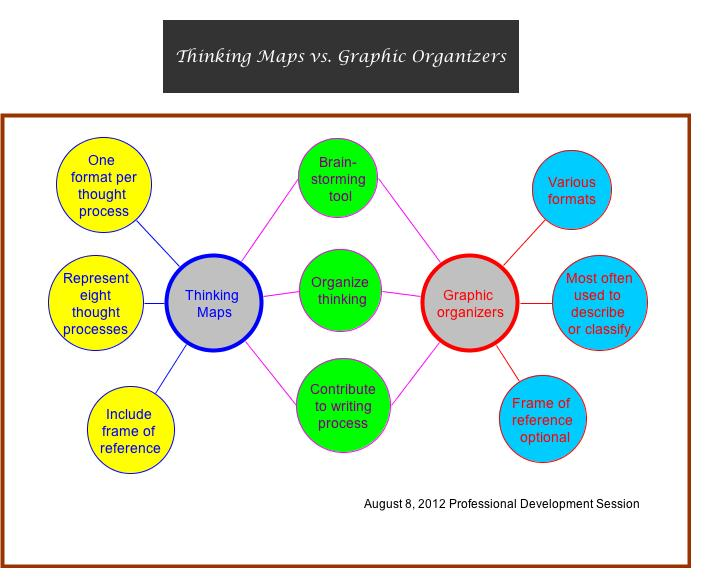 Thinking Maps vs. Graphic Organizers
One
format per
thought
process
Represent
eight
thought
processes
Include
frame of
reference
Thinking
Maps
Brain-
storming
tool
Organize
thinking
Contribute
to writing
process
Graphic
organizers
Various
formats
Most often
used to
describe
or classify
Frame of
reference
optional
August 8, 2012 Professional Development Session